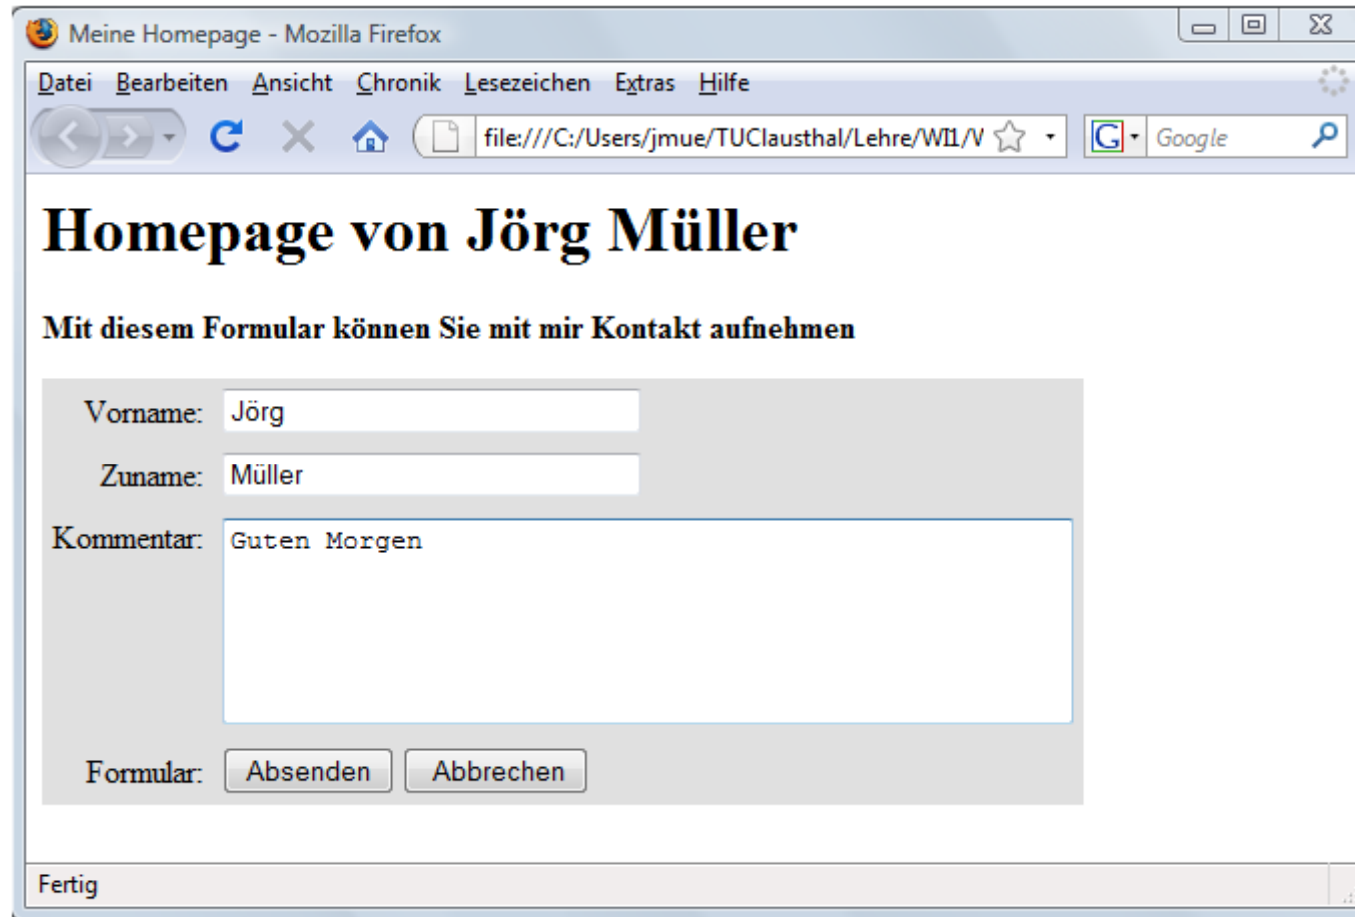 Meine Homepage - Mozilla Firefox
Datei Bearbeiten Ansicht Chronik Lesezeichen Extras Hilfe
file:///C:/Users/jmue/TUClausthal/Lehre/WI1/V G Google
Homepage von Jörg Müller
Mit diesem Formular können Sie mit mir Kontakt aufnehmen
Vorname: Jörg
Zuname: Müller
Kommentar: Guten Morgen
Formular: Absenden Abbrechen
Fertig